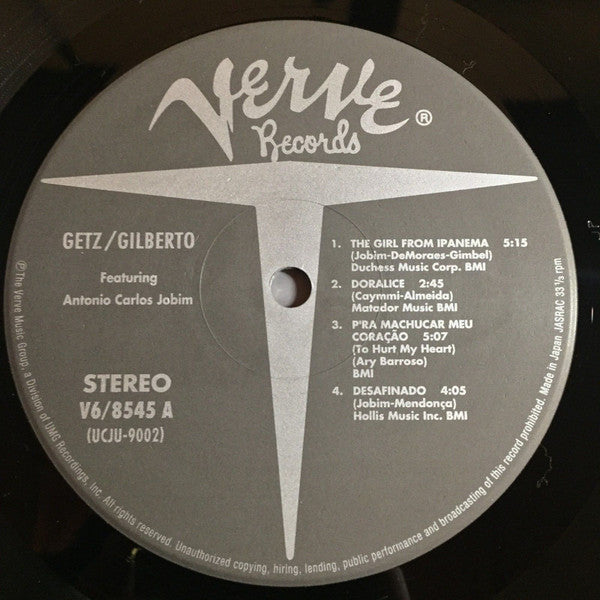 Verve ®
Records
GETZ/GILBERTO
Featuring
Antonio Carlos Jobim
STEREO
V6/8545 A
(UCJU-9002)
1. THE GIRL FROM IPANEMA 5:15
(Jobim-DeMoraes-Gimbel)
Duchess Music Corp. BMI
2. DORALICE 2:45
(Caymmi-Almeida)
Matador Music BMI
3. P'RA MACHUCAR MEU
CORAÇÃO 5:07
(To Hurt My Heart)
(Ary Barroso)
BMI
4. DESAFINADO 4:05
(Jobim-Mendonça)
Hollis Music Inc. BMI
℗The Verve Music Group, a Division of UMG Recordings, Inc. All rights reserved. Unauthorized copying, hiring, lending, public performance and broadcasting of this record prohibited. Made in Japan JASRAC 33 ⅓ rpm